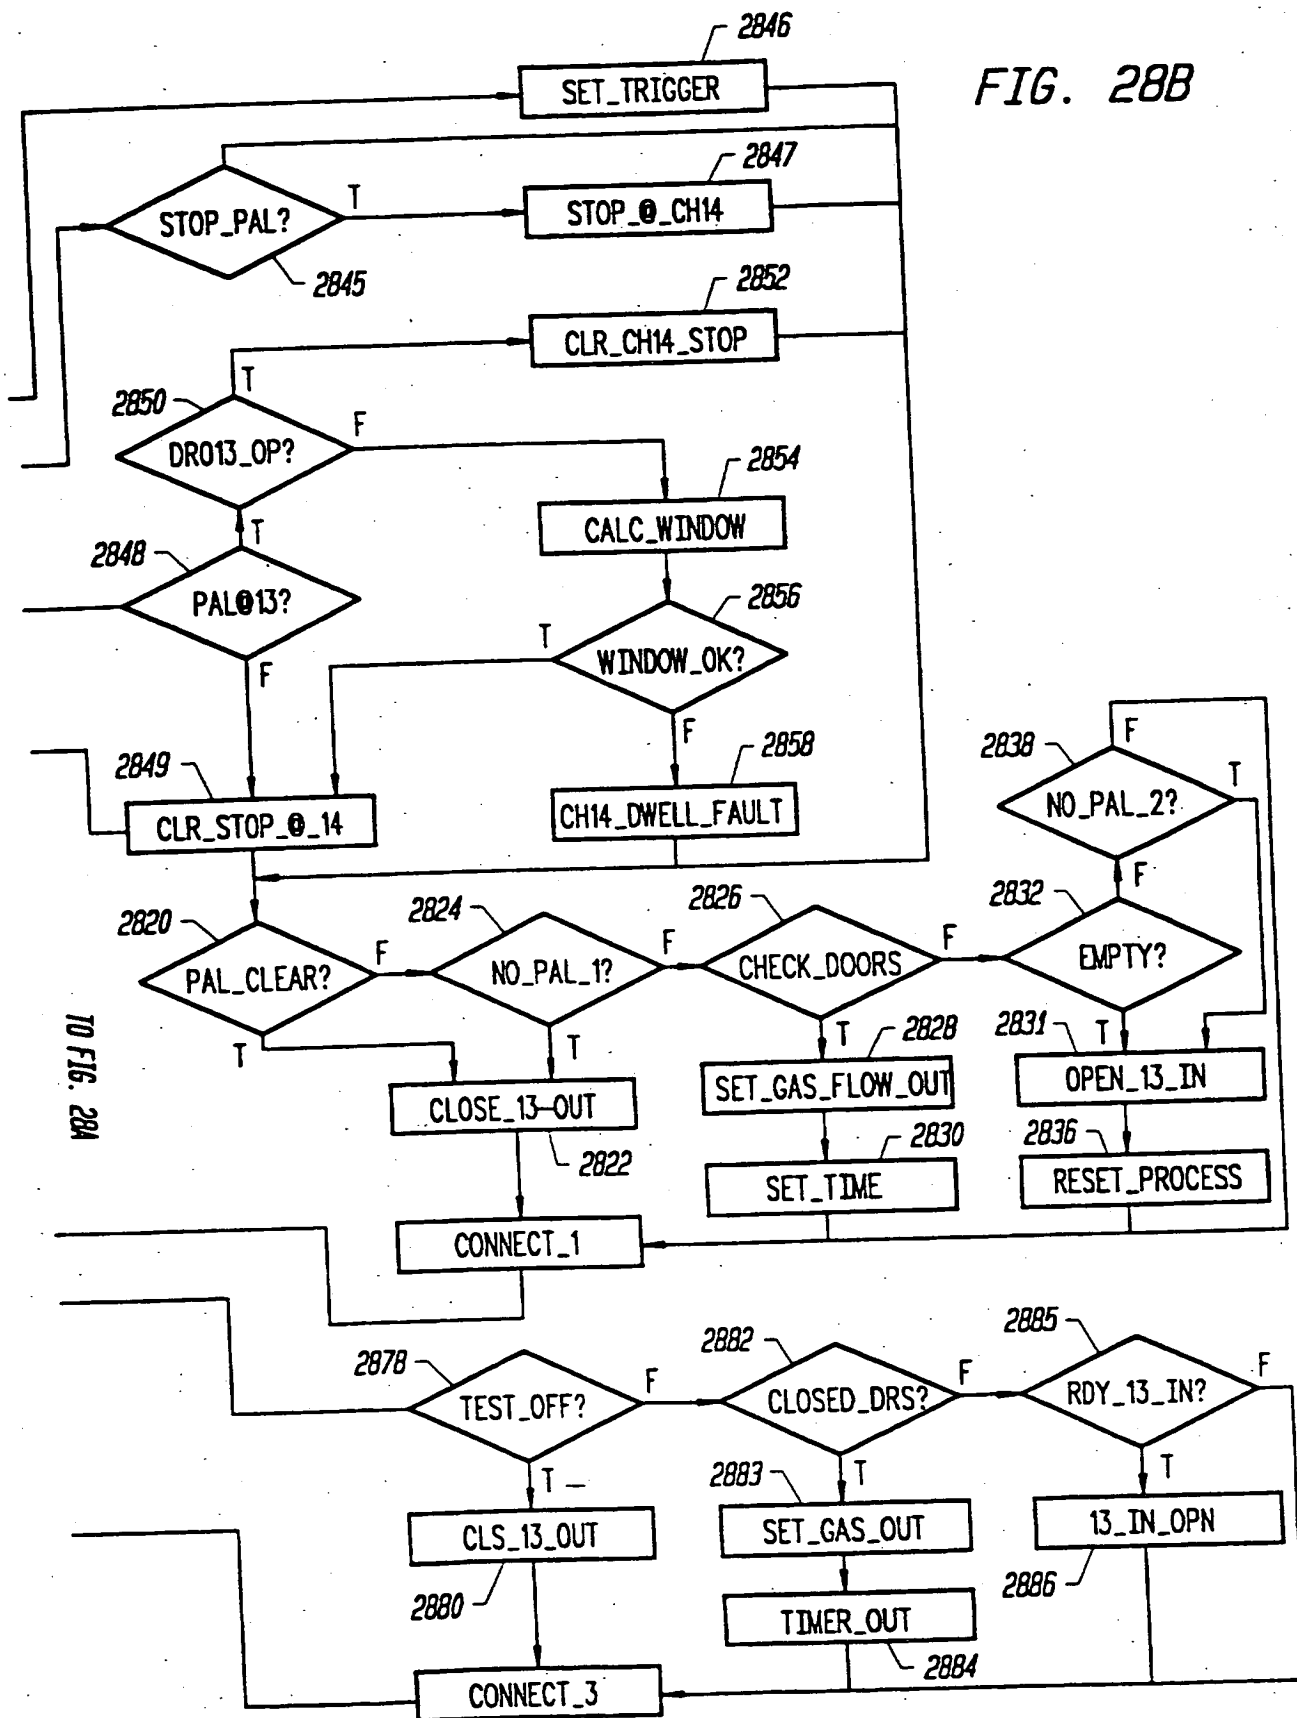 2846
SET_TRIGGER
FIG. 28B
2847
T
STOP_PAL?
STOP_@_CH14
2845
2852
CLR_CH14_STOP
T
2850
F
DRO13_OP?
2854
CALC_WINDOW
T
2848
PAL@13?
2856
T
WINDOW_OK?
F
F
2858
2849
CH14_DWELL_FAULT
CLR_STOP_@_14
F
2838
T
NO_PAL_2?
F
2820
2824
2826
2832
F
F
F
PAL_CLEAR?
NO_PAL_1?
CHECK_DOORS
EMPTY?
TO FIG. 28A
T
T
T
2828
2831
T
CLOSE_13-OUT
SET_GAS_FLOW_OUT
OPEN_13_IN
2822
2830
2836
SET_TIME
RESET_PROCESS
CONNECT_1
2878
2882
2885
F
F
F
TEST_OFF?
CLOSED_DRS?
RDY_13_IN?
T –
2883
T
T
CLS_13_OUT
SET_GAS_OUT
13_IN_OPN
2880
2886
TIMER_OUT
2884
CONNECT_3